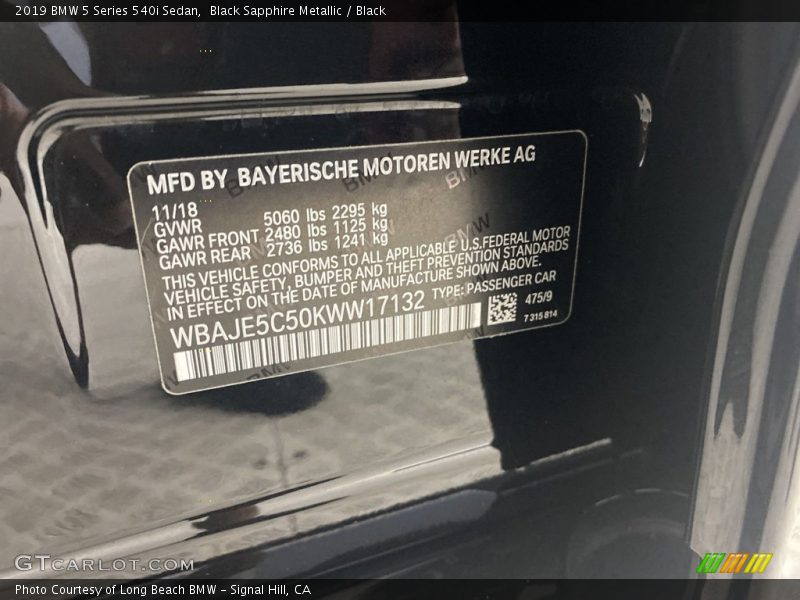 2019 BMW 5 Series 540i Sedan,  Black Sapphire Metallic / Black
MFD BY BAYERISCHE MOTOREN WERKE AG
11/18
GVWR 5060 lbs 2295 kg
GAWR FRONT 2480 lbs 1125 kg
GAWR REAR 2736 lbs 1241 kg
THIS VEHICLE CONFORMS TO ALL APPLICABLE U.S.FEDERAL MOTOR
VEHICLE SAFETY, BUMPER AND THEFT PREVENTION STANDARDS
IN EFFECT ON THE DATE OF MANUFACTURE SHOWN ABOVE.
WBAJE5C50KWW17132 TYPE: PASSENGER CAR
475/9
7 315 814
GTCARLOT.COM
Photo Courtesy of Long Beach BMW – Signal Hill, CA